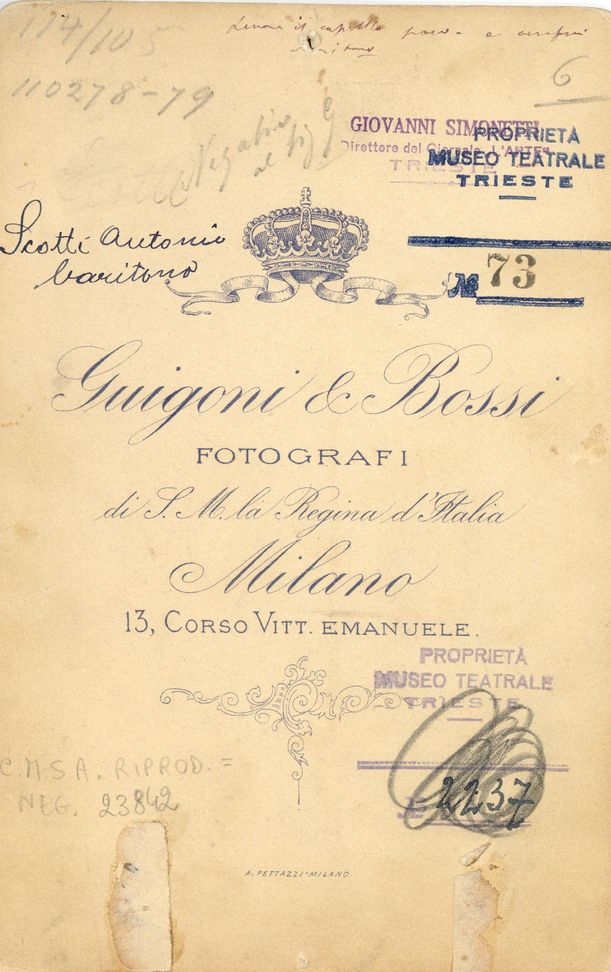 114/105
110278-79
6
Negativo
GIOVANNI SIMONETTI
Direttore del Giornale "L'ARTE"
TRIESTE
PROPRIETÀ
MUSEO TEATRALE
TRIESTE
Scotti Antonio
baritono
№ 73
Guigoni & Bossi
FOTOGRAFI
di S. M. la Regina d'Italia
Milano
13, CORSO VITT. EMANUELE.
PROPRIETÀ
MUSEO TEATRALE
TRIESTE
2237
C.M.S.A. RIPROD. =
NEG. 23842
A. PETTAZZI-MILANO